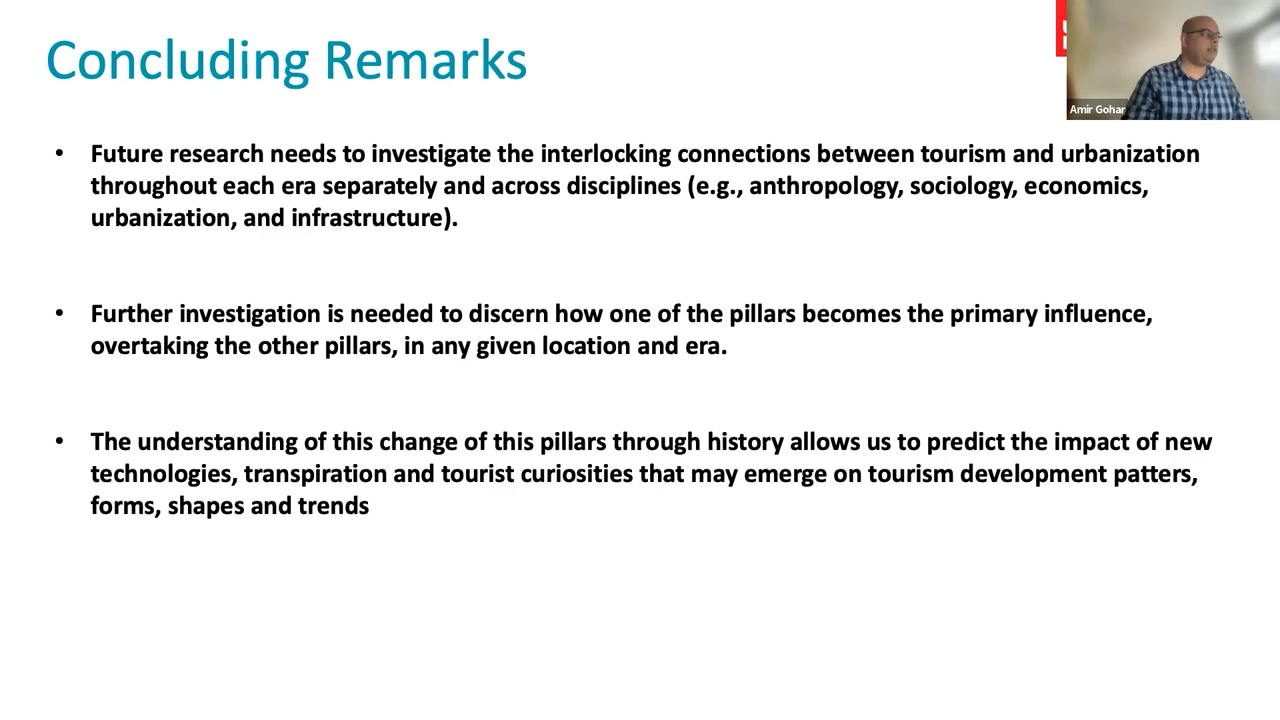 Concluding Remarks
Amir Gohar
• Future research needs to investigate the interlocking connections between tourism and urbanization
throughout each era separately and across disciplines (e.g., anthropology, sociology, economics,
urbanization, and infrastructure).
• Further investigation is needed to discern how one of the pillars becomes the primary influence,
overtaking the other pillars, in any given location and era.
• The understanding of this change of this pillars through history allows us to predict the impact of new
technologies, transpiration and tourist curiosities that may emerge on tourism development patters,
forms, shapes and trends